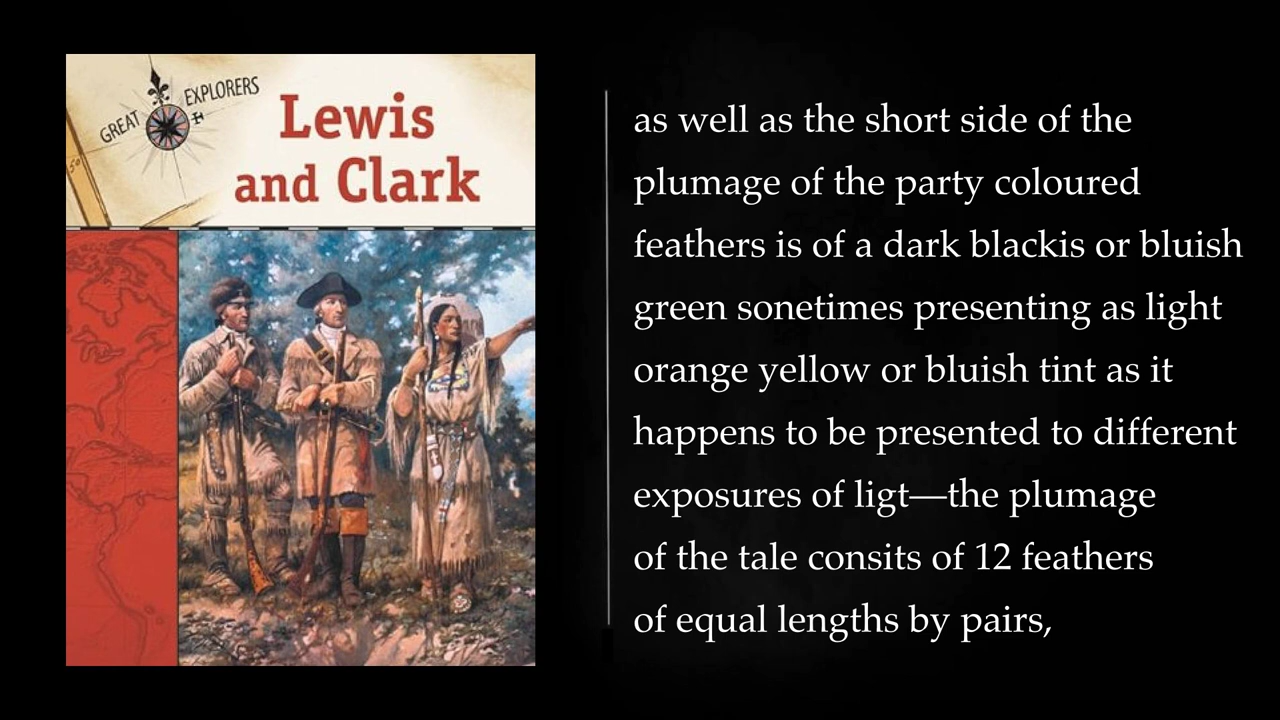 GREAT EXPLORERS
Lewis
and Clark
50
as well as the short side of the
plumage of the party coloured
feathers is of a dark blackis or bluish
green sonetimes presenting as light
orange yellow or bluish tint as it
happens to be presented to different
exposures of ligt—the plumage
of the tale consits of 12 feathers
of equal lengths by pairs,